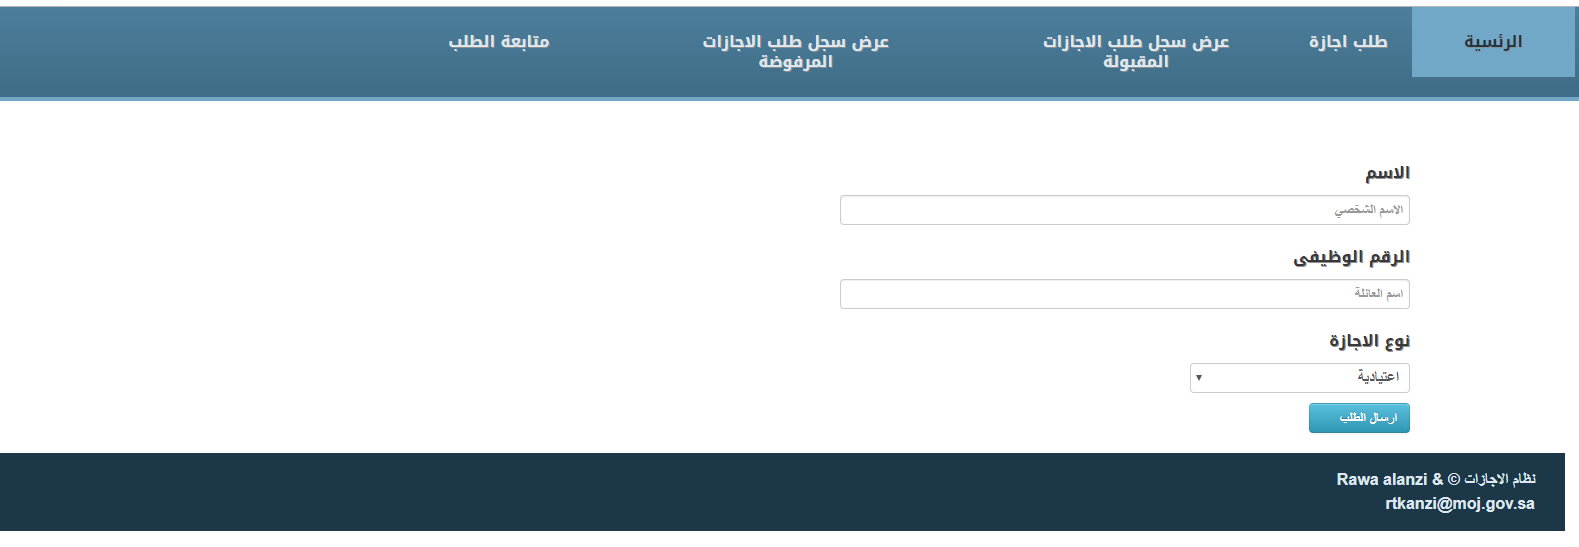 الرئسية
طلب اجازة
عرض سجل طلب الاجازات
المقبولة
عرض سجل طلب الاجازات
المرفوضة
متابعة الطلب
الاسم
الاسم الشخصي
الرقم الوظيفى
اسم العائلة
نوع الاجازة
اعتيادية
ارسال الطلب
نظام الاجازات © & Rawa alanzi
rtkanzi@moj.gov.sa